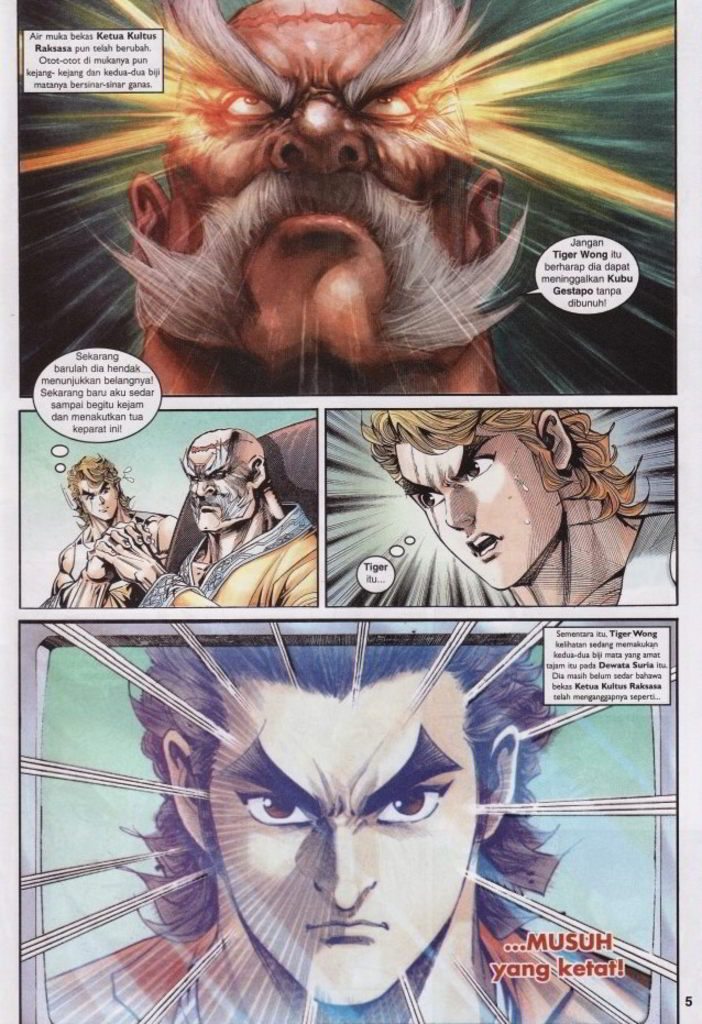 Air muka bekas Ketua Kultus
Raksasa pun telah berubah.
Otot-otot di mukanya pun
kejang- kejang dan kedua-dua biji
matanya bersinar-sinar ganas.
Jangan
Tiger Wong itu
berharap dia dapat
meninggalkan Kubu
Gestapo tanpa
dibunuh!
Sekarang
barulah dia hendak
menunjukkan belangnya!
Sekarang baru aku sedar
sampai begitu kejam
dan menakutkan tua
keparat ini!
Tiger
itu...
Sementara itu, Tiger Wong
kelihatan sedang memakukan
kedua-dua biji mata yang amat
tajam itu pada Dewata Suria itu.
Dia masih belum sedar bahawa
bekas Ketua Kultus Raksasa
telah menganggapnya seperti...
...MUSUH
yang ketat!
5